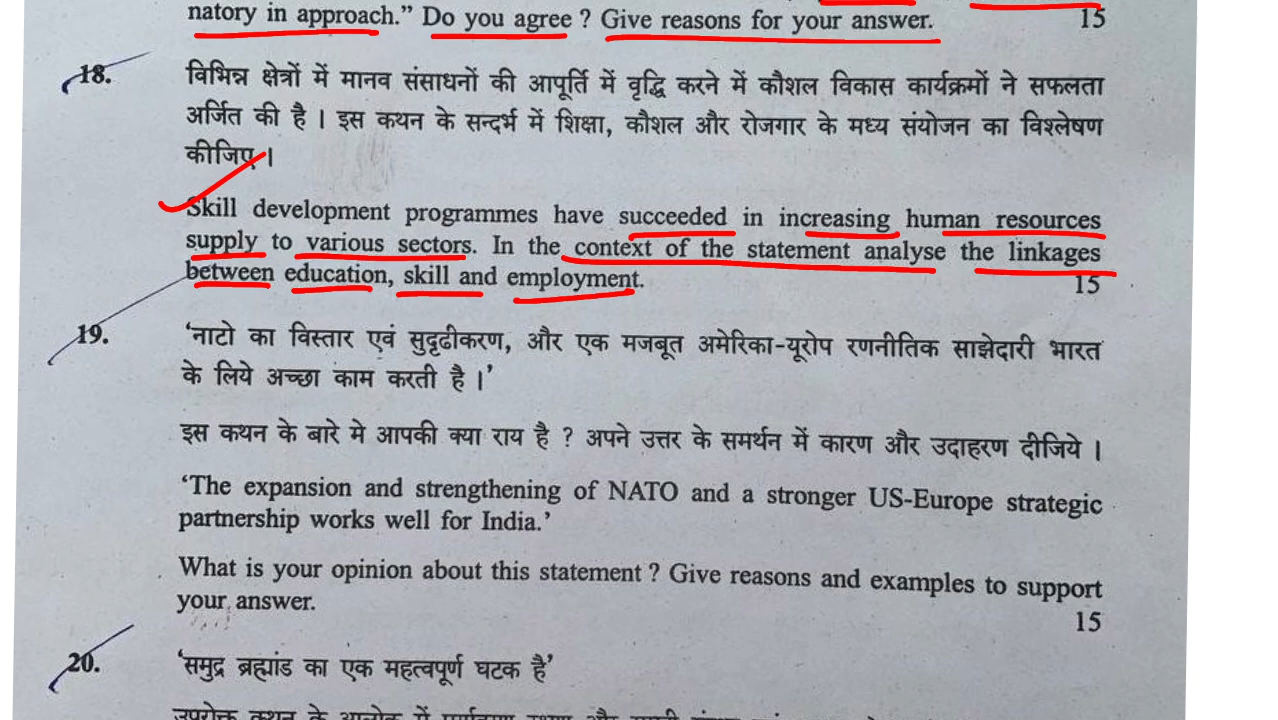 natory in approach.” Do you agree ? Give reasons for your answer. 15
18. विभिन्न क्षेत्रों में मानव संसाधनों की आपूर्ति में वृद्धि करने में कौशल विकास कार्यक्रमों ने सफलता
अर्जित की है । इस कथन के सन्दर्भ में शिक्षा, कौशल और रोजगार के मध्य संयोजन का विश्लेषण
कीजिए ।
Skill development programmes have succeeded in increasing human resources
supply to various sectors. In the context of the statement analyse the linkages
between education, skill and employment. 15
19. ‘नाटो का विस्तार एवं सुदृढीकरण, और एक मजबूत अमेरिका-यूरोप रणनीतिक साझेदारी भारत
के लिये अच्छा काम करती है ।’
इस कथन के बारे मे आपकी क्या राय है ? अपने उत्तर के समर्थन में कारण और उदाहरण दीजिये ।
‘The expansion and strengthening of NATO and a stronger US-Europe strategic
partnership works well for India.’
What is your opinion about this statement ? Give reasons and examples to support
your answer. 15
20. ‘समुद्र ब्रह्मांड का एक महत्वपूर्ण घटक है’
उपरोक्त कथन के आलोक में